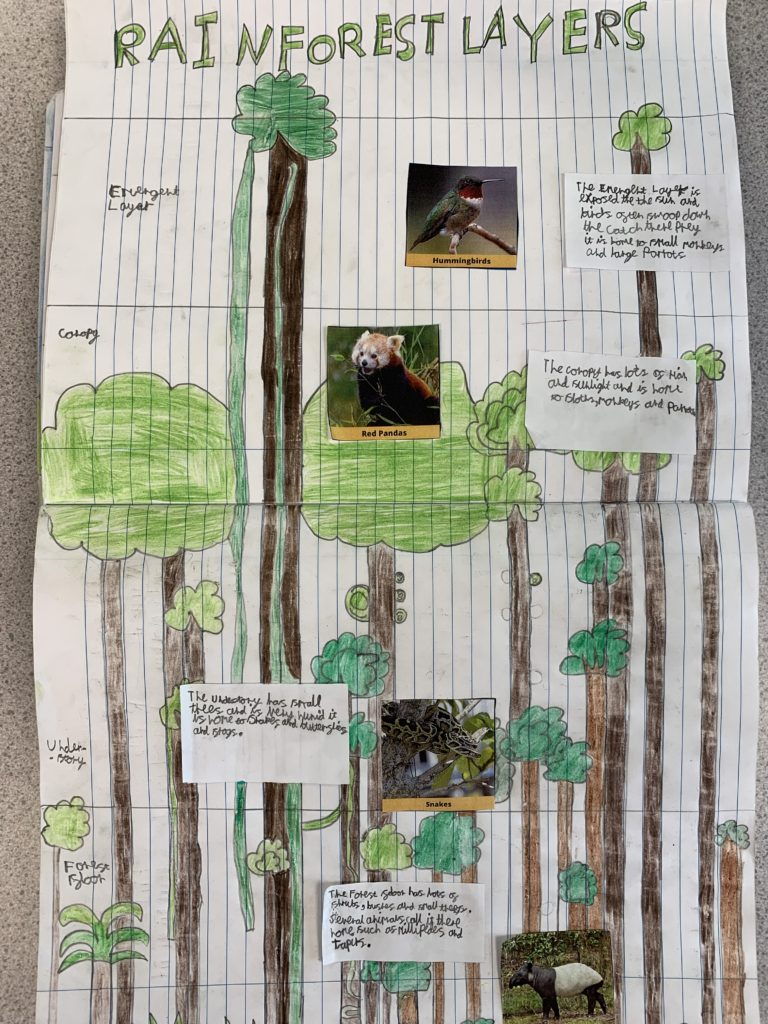 RAINFOREST LAYERS
Emergent
Layer
Hummingbirds
The Emergent Layer is
exposed the the sun and
birds often swoop down
the catch there Prey
it is home to small monkeys
and large Parrots
Canopy
Red Pandas
The canopy has lots of rain
and sunlight and is home
to Sloths, Monkeys and Parrots
The Understory has small
trees and is very humid it
is home to Snakes and butterglies
and frogs.
Under-
-story
Snakes
Forest
floor
The Forest floor has lots of
shrubs, bushes and small trees.
Several animals call it there
home such as Millipedes and
tapirs.